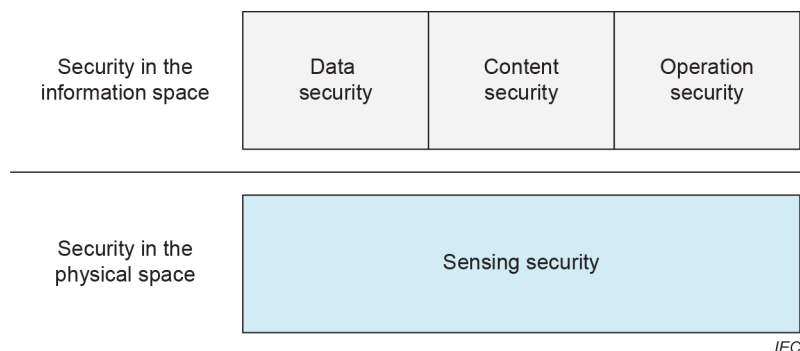 Security in the
information space
Data
security
Content
security
Operation
security
Security in the
physical space
Sensing security
IEC